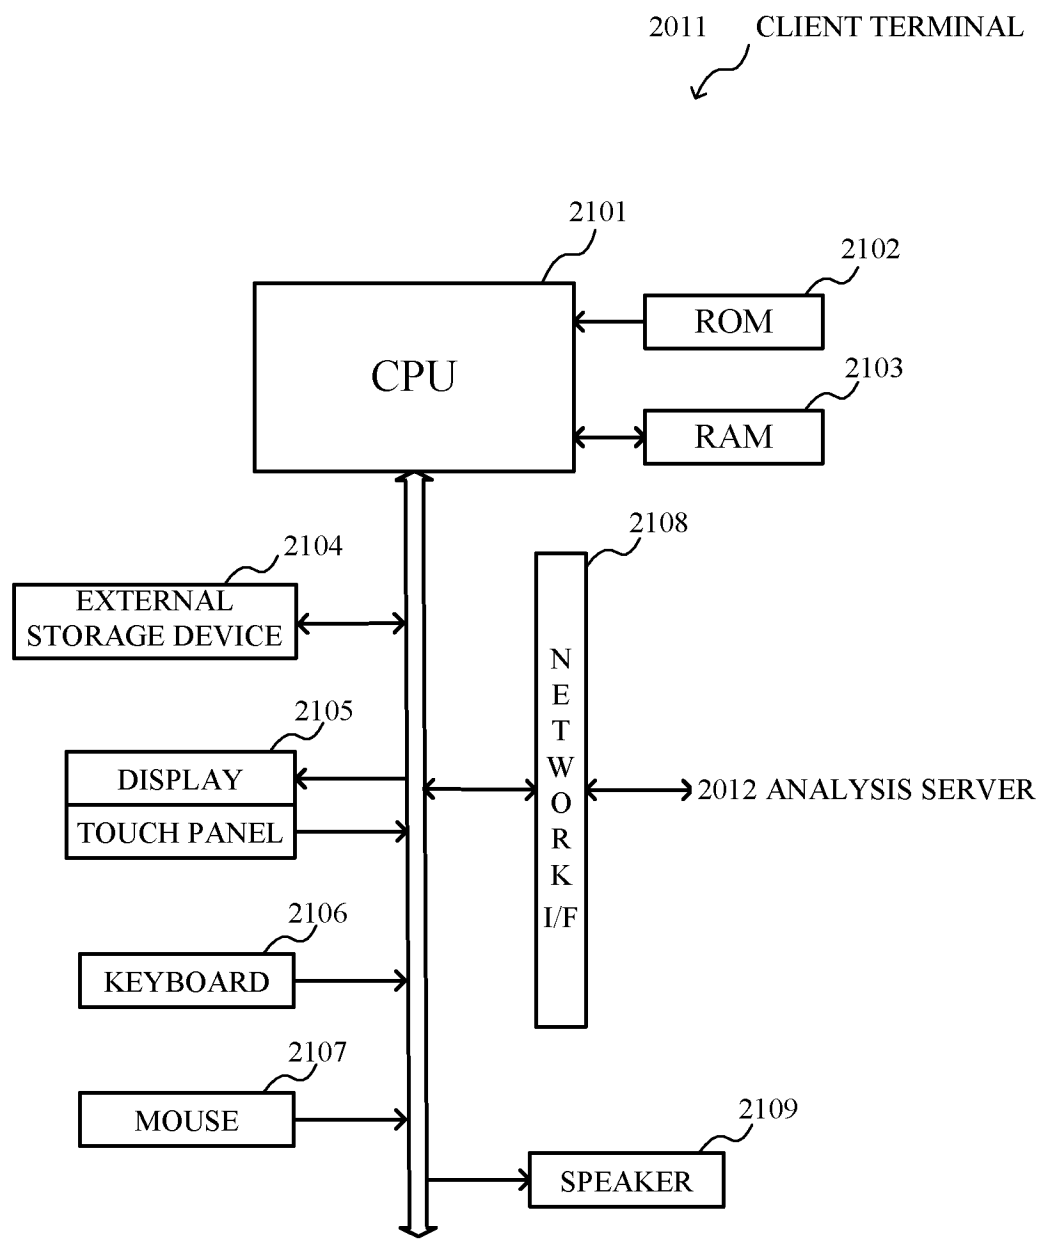 2011 CLIENT TERMINAL
2101
2102
ROM
CPU
2103
RAM
2108
2104
EXTERNAL
STORAGE DEVICE
NETWORK
I/F
2105
DISPLAY
TOUCH PANEL
2012 ANALYSIS SERVER
2106
KEYBOARD
2107
MOUSE
2109
SPEAKER